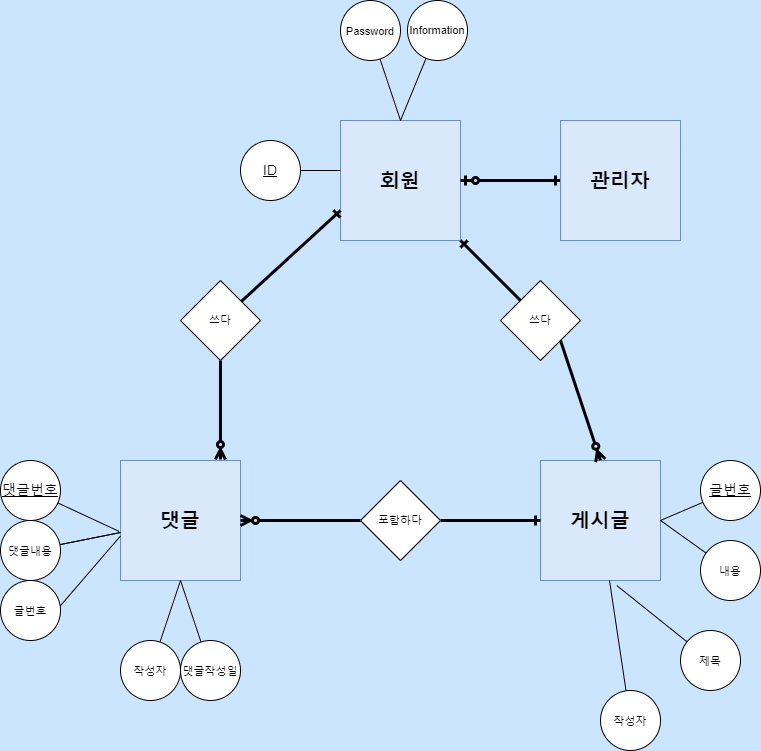 Password
Information
ID
회원
관리자
쓰다
쓰다
댓글번호
댓글내용
글번호
댓글
포함하다
게시글
글번호
내용
작성자
댓글작성일
제목
작성자